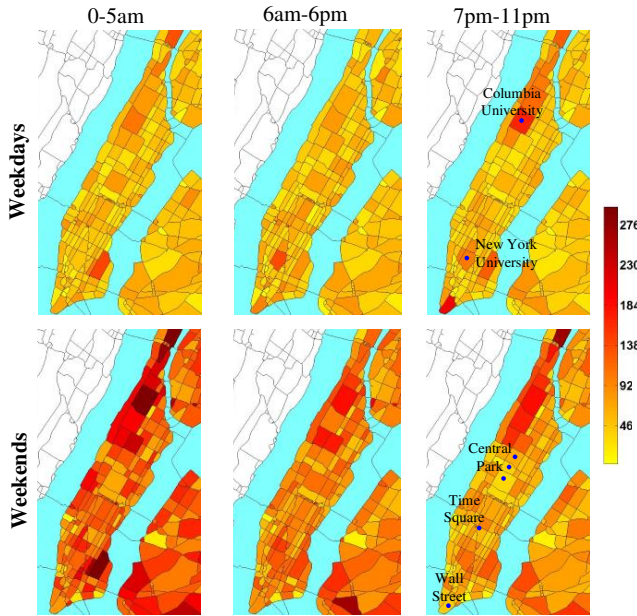 0-5am
6am-6pm
7pm-11pm
Weekdays
Columbia
University
New York
University
276
230
184
138
92
46
Weekends
Central
Park
Time
Square
Wall
Street